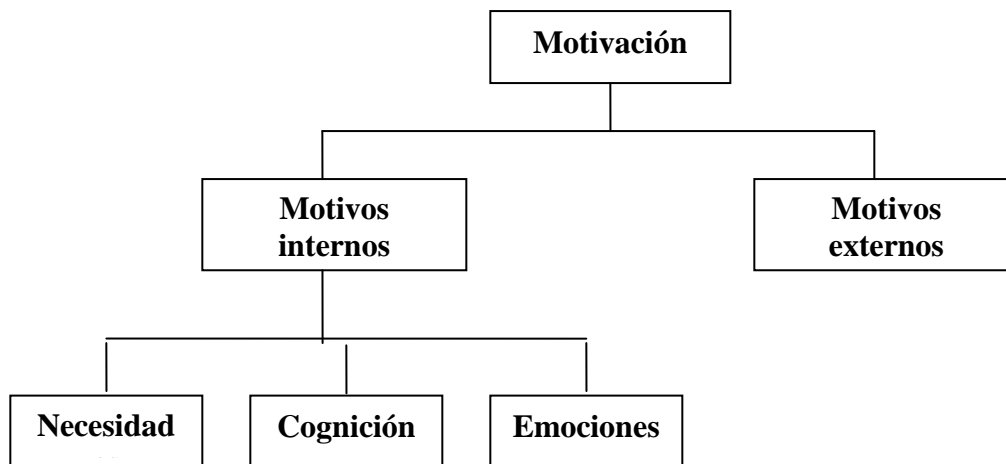 Motivación
Motivos
internos
Motivos
externos
Necesidad
Cognición
Emociones